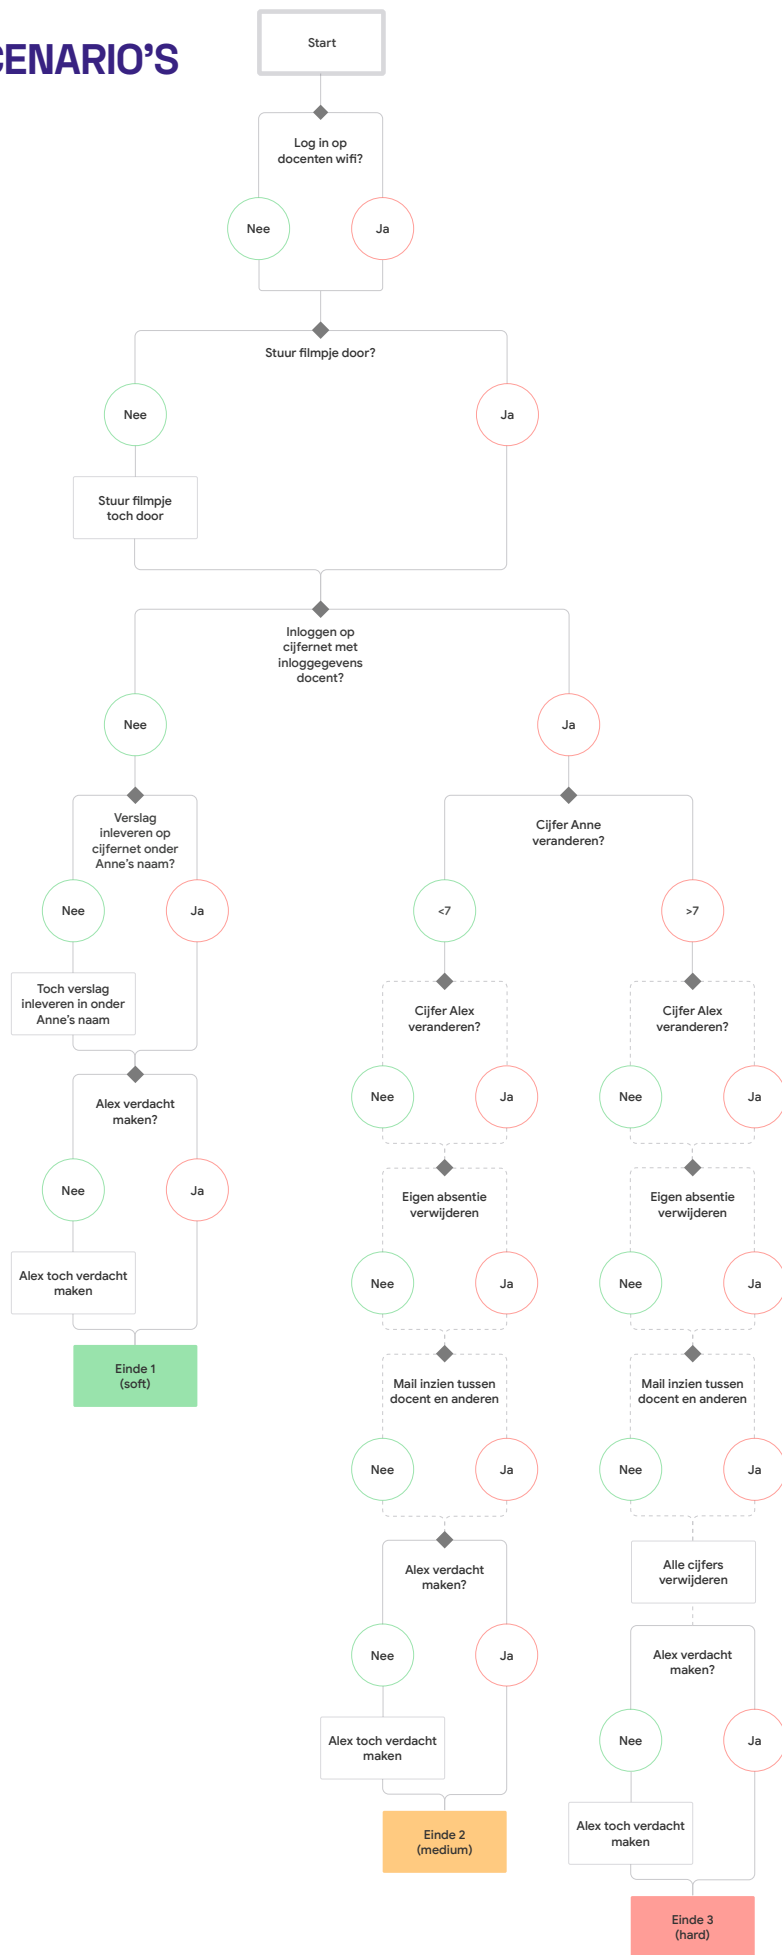 CENARIO'S
Start
Log in op
docenten wifi?
Nee
Ja
Stuur filmpje door?
Nee
Ja
Stuur filmpje
toch door
Inloggen op
cijfernet met
inloggegevens
docent?
Nee
Ja
Verslag
inleveren op
cijfernet onder
Anne's naam?
Cijfer Anne
veranderen?
Nee
Ja
<7
>7
Toch verslag
inleveren in onder
Anne's naam
Cijfer Alex
veranderen?
Cijfer Alex
veranderen?
Alex verdacht
maken?
Nee
Ja
Nee
Ja
Nee
Ja
Eigen absentie
verwijderen
Eigen absentie
verwijderen
Alex toch verdacht
maken
Nee
Ja
Nee
Ja
Einde 1
(soft)
Mail inzien tussen
docent en anderen
Mail inzien tussen
docent en anderen
Nee
Ja
Nee
Ja
Alex verdacht
maken?
Alle cijfers
verwijderen
Nee
Ja
Alex verdacht
maken?
Alex toch verdacht
maken
Nee
Ja
Einde 2
(medium)
Alex toch verdacht
maken
Einde 3
(hard)